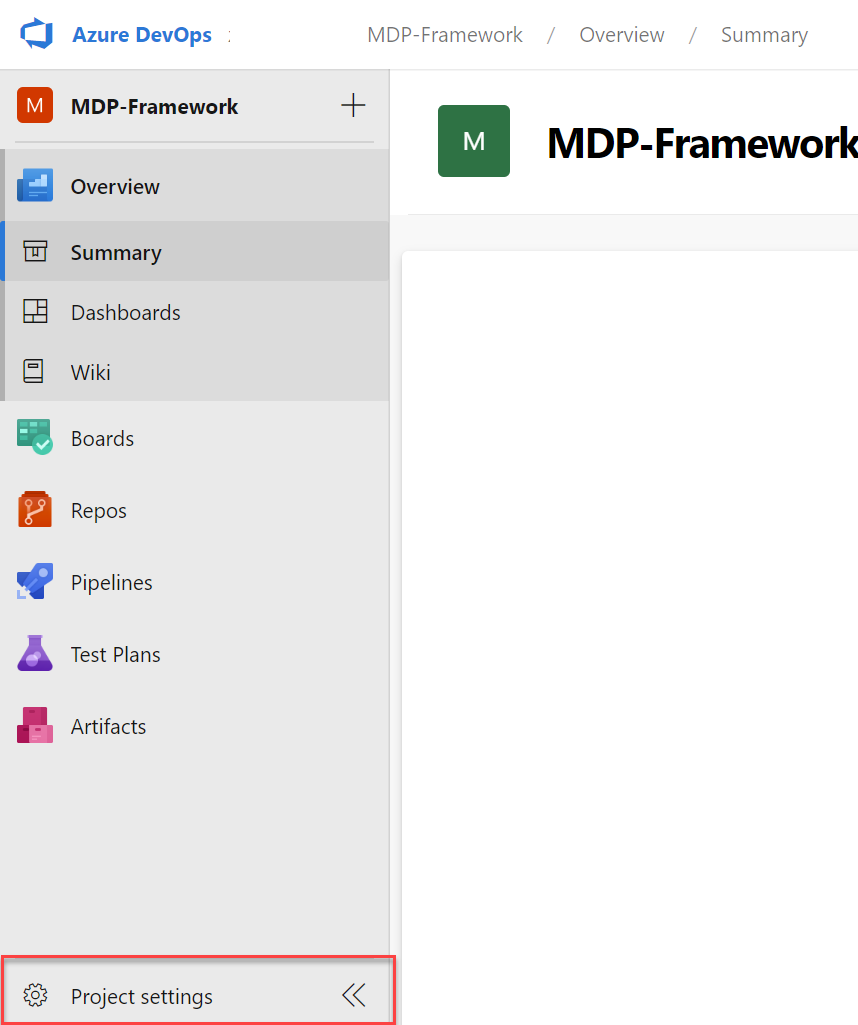 Azure DevOps MDP-Framework / Overview / Summary
M MDP-Framework
M MDP-Framework
Overview
Summary
Dashboards
Wiki
Boards
Repos
Pipelines
Test Plans
Artifacts
Project settings